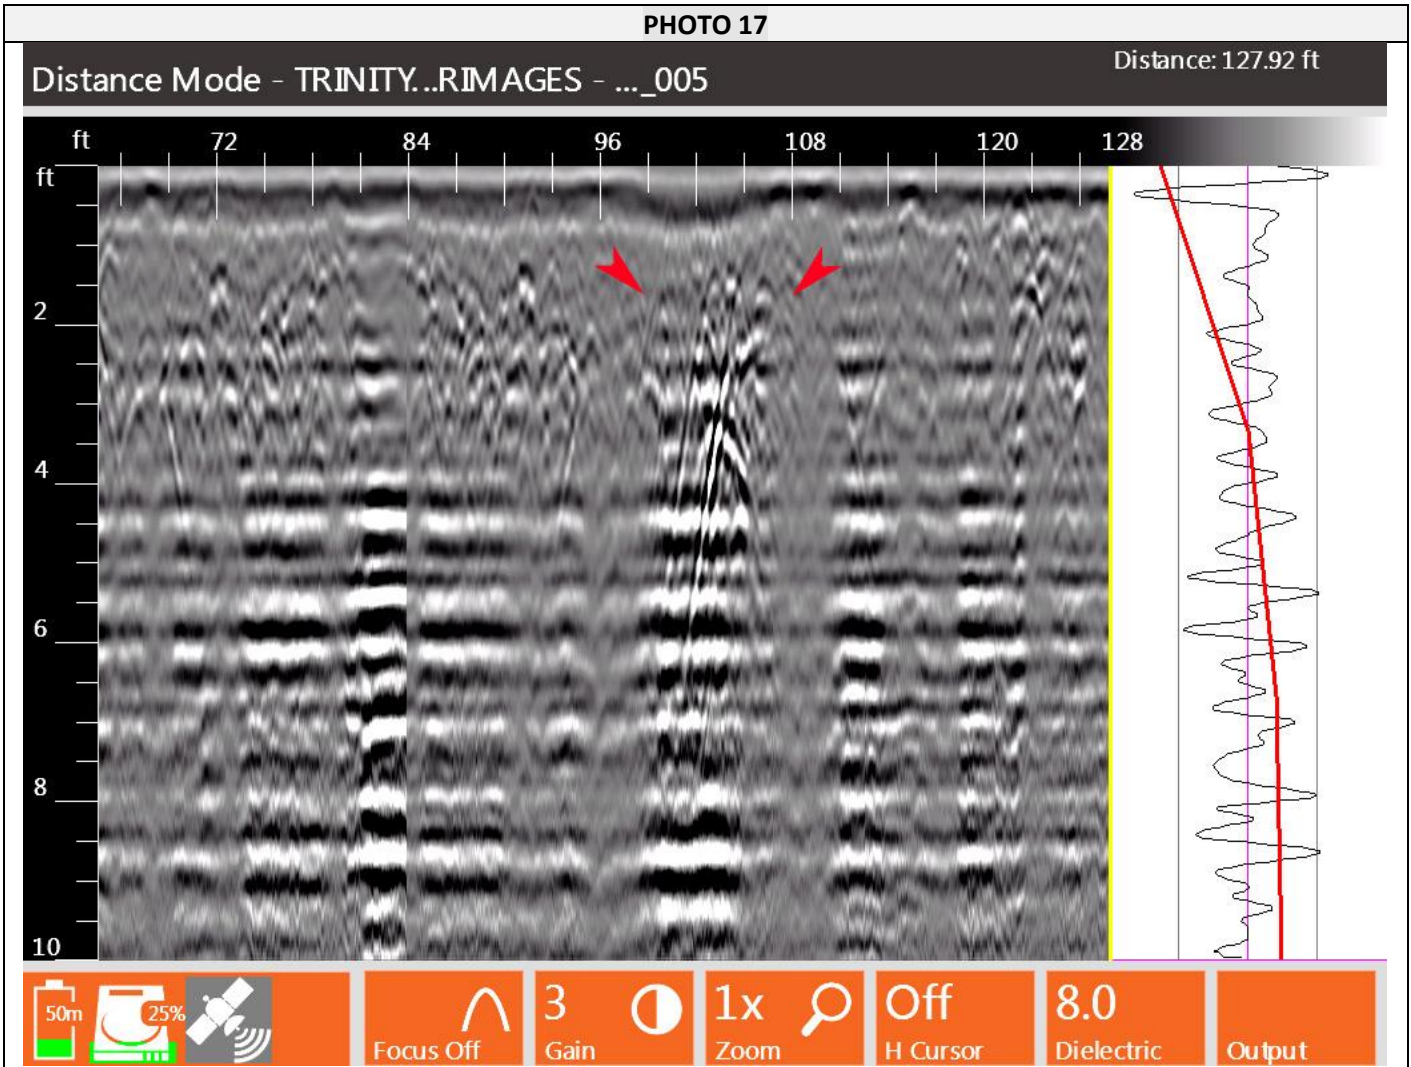 PHOTO 17
Distance Mode - TRINITY...RIMAGES - ..._005
Distance: 127.92 ft
ft 72 84 96 108 120 128
ft
2
4
6
8
10
50m 25%
Focus Off
3
Gain
1x
Zoom
Off
H Cursor
8.0
Dielectric
Output